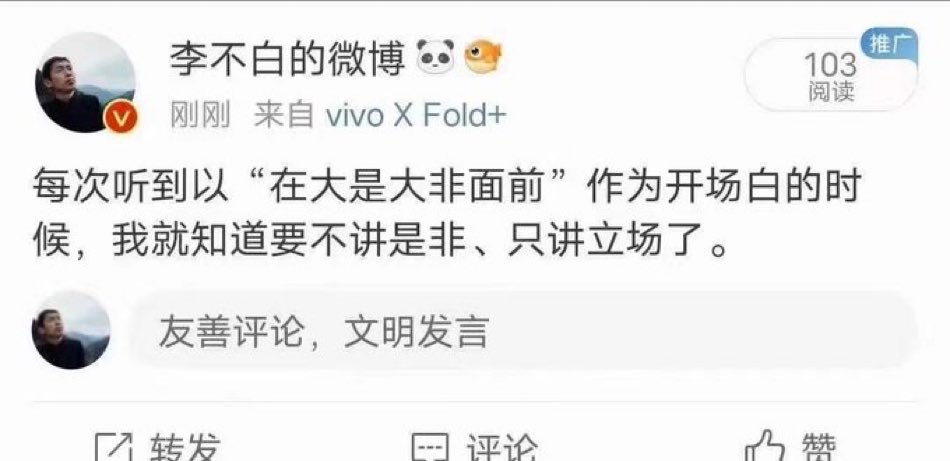 李不白的微博🐼🐡
推广
103
阅读
刚刚 来自 vivo X Fold+
每次听到以“在大是大非面前”作为开场白的时
候，我就知道要不讲是非、只讲立场了。
友善评论，文明发言
转发 评论 赞